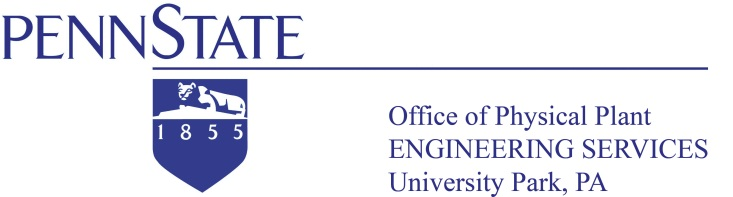 PENNSTATE
1855
Office of Physical Plant
ENGINEERING SERVICES
University Park, PA